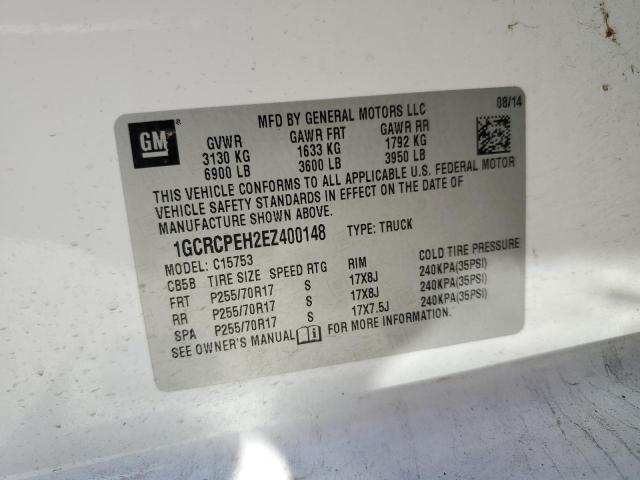 MFD BY GENERAL MOTORS LLC 08/14
GM ®
GVWR GAWR FRT GAWR RR
3130 KG 1633 KG 1792 KG
6900 LB 3600 LB 3950 LB
THIS VEHICLE CONFORMS TO ALL APPLICABLE U.S. FEDERAL MOTOR
VEHICLE SAFETY STANDARDS IN EFFECT ON THE DATE OF
MANUFACTURE SHOWN ABOVE.
1GCRCPEH2EZ400148 TYPE: TRUCK
MODEL: C15753
CB5B TIRE SIZE SPEED RTG RIM COLD TIRE PRESSURE
FRT P255/70R17 S 17X8J 240KPA(35PSI)
RR P255/70R17 S 17X8J 240KPA(35PSI)
SPA P255/70R17 S 17X7.5J 240KPA(35PSI)
SEE OWNER'S MANUAL FOR MORE INFORMATION.